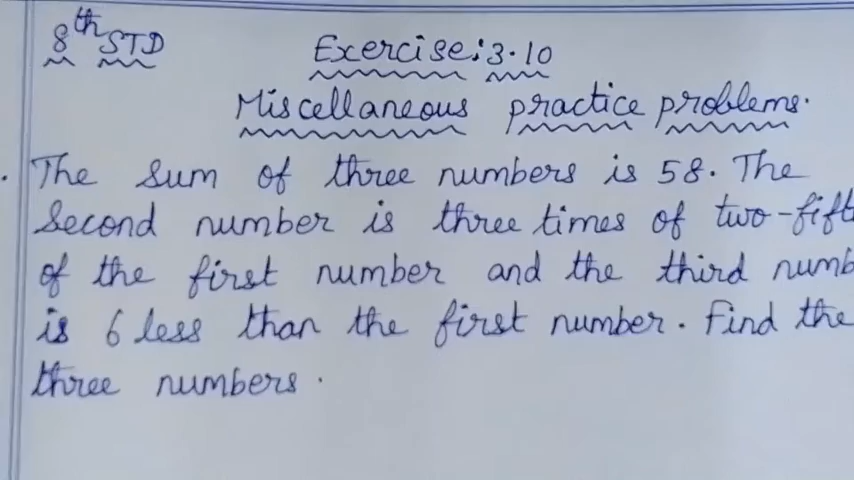 8th STD
Exercise: 3.10
Miscellaneous practice problems.
. The sum of three numbers is 58. The
second number is three times of two-fift
of the first number and the third numb
is 6 less than the first number. Find the
three numbers.